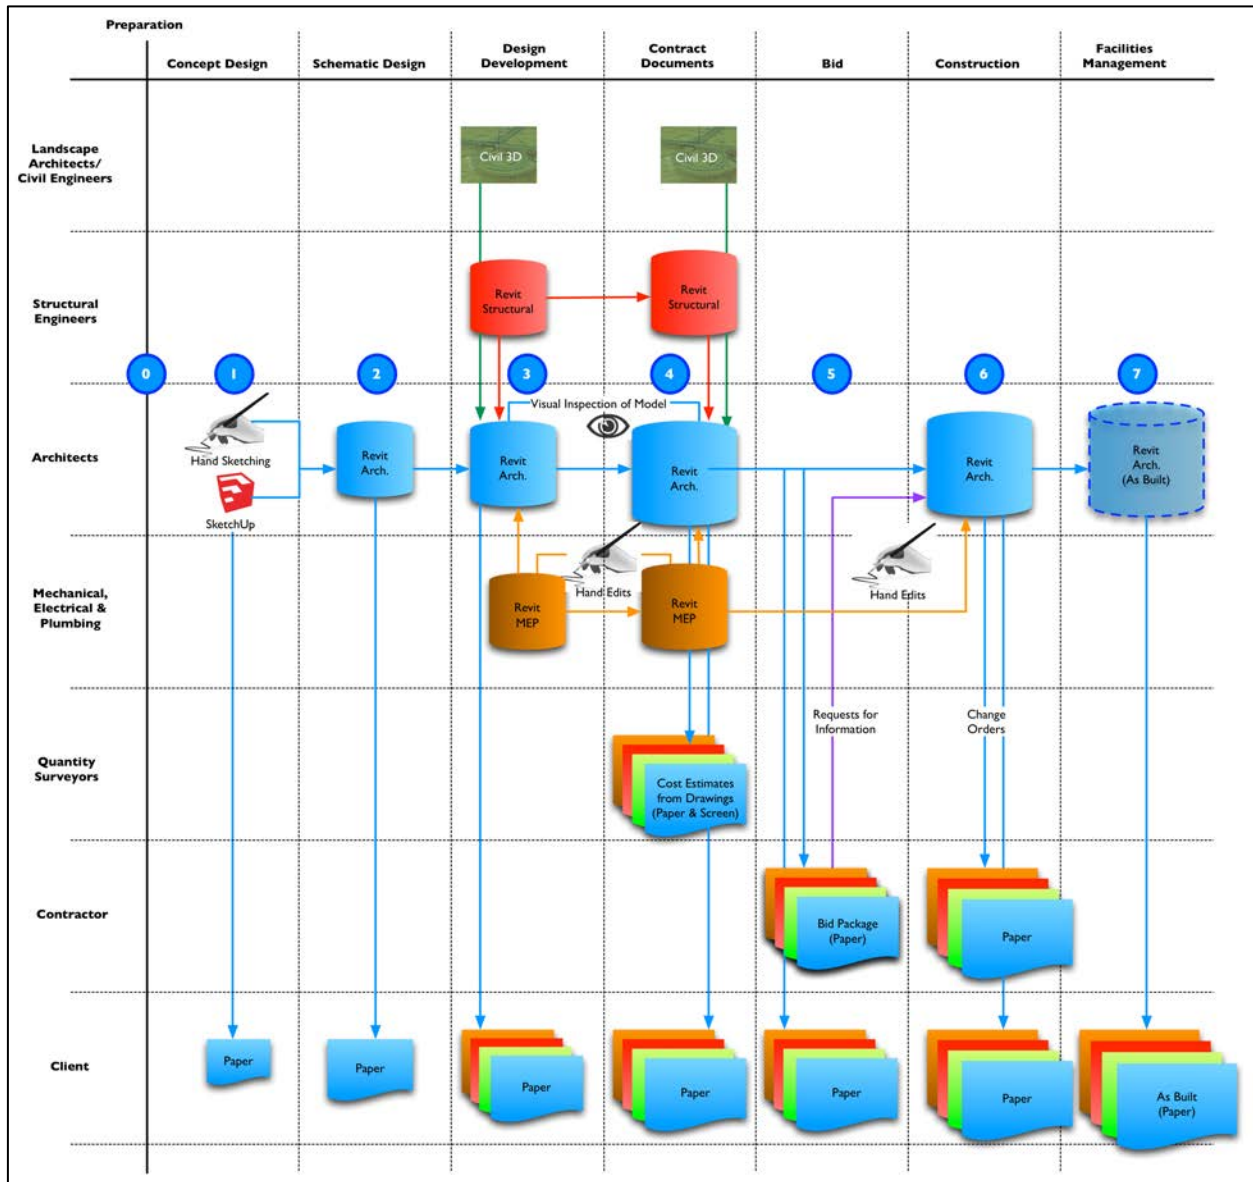 Preparation
Concept Design
Schematic Design
Design
Development
Contract
Documents
Bid
Construction
Facilities
Management
Landscape
Architects/
Civil Engineers
Civil 3D
Civil 3D
Structural
Engineers
Revit
Structural
Revit
Structural
0
1
2
3
4
5
6
7
Architects
Hand Sketching
SketchUp
Revit
Arch.
Revit
Arch.
Visual Inspection of Model
Revit
Arch.
Revit
Arch.
Revit
Arch.
(As Built)
Mechanical,
Electrical &
Plumbing
Revit
MEP
Hand Edits
Revit
MEP
Hand Edits
Quantity
Surveyors
Cost Estimates
from Drawings
(Paper & Screen)
Requests for
Information
Change
Orders
Contractor
Bid Package
(Paper)
Paper
Client
Paper
Paper
Paper
Paper
Paper
Paper
As Built
(Paper)